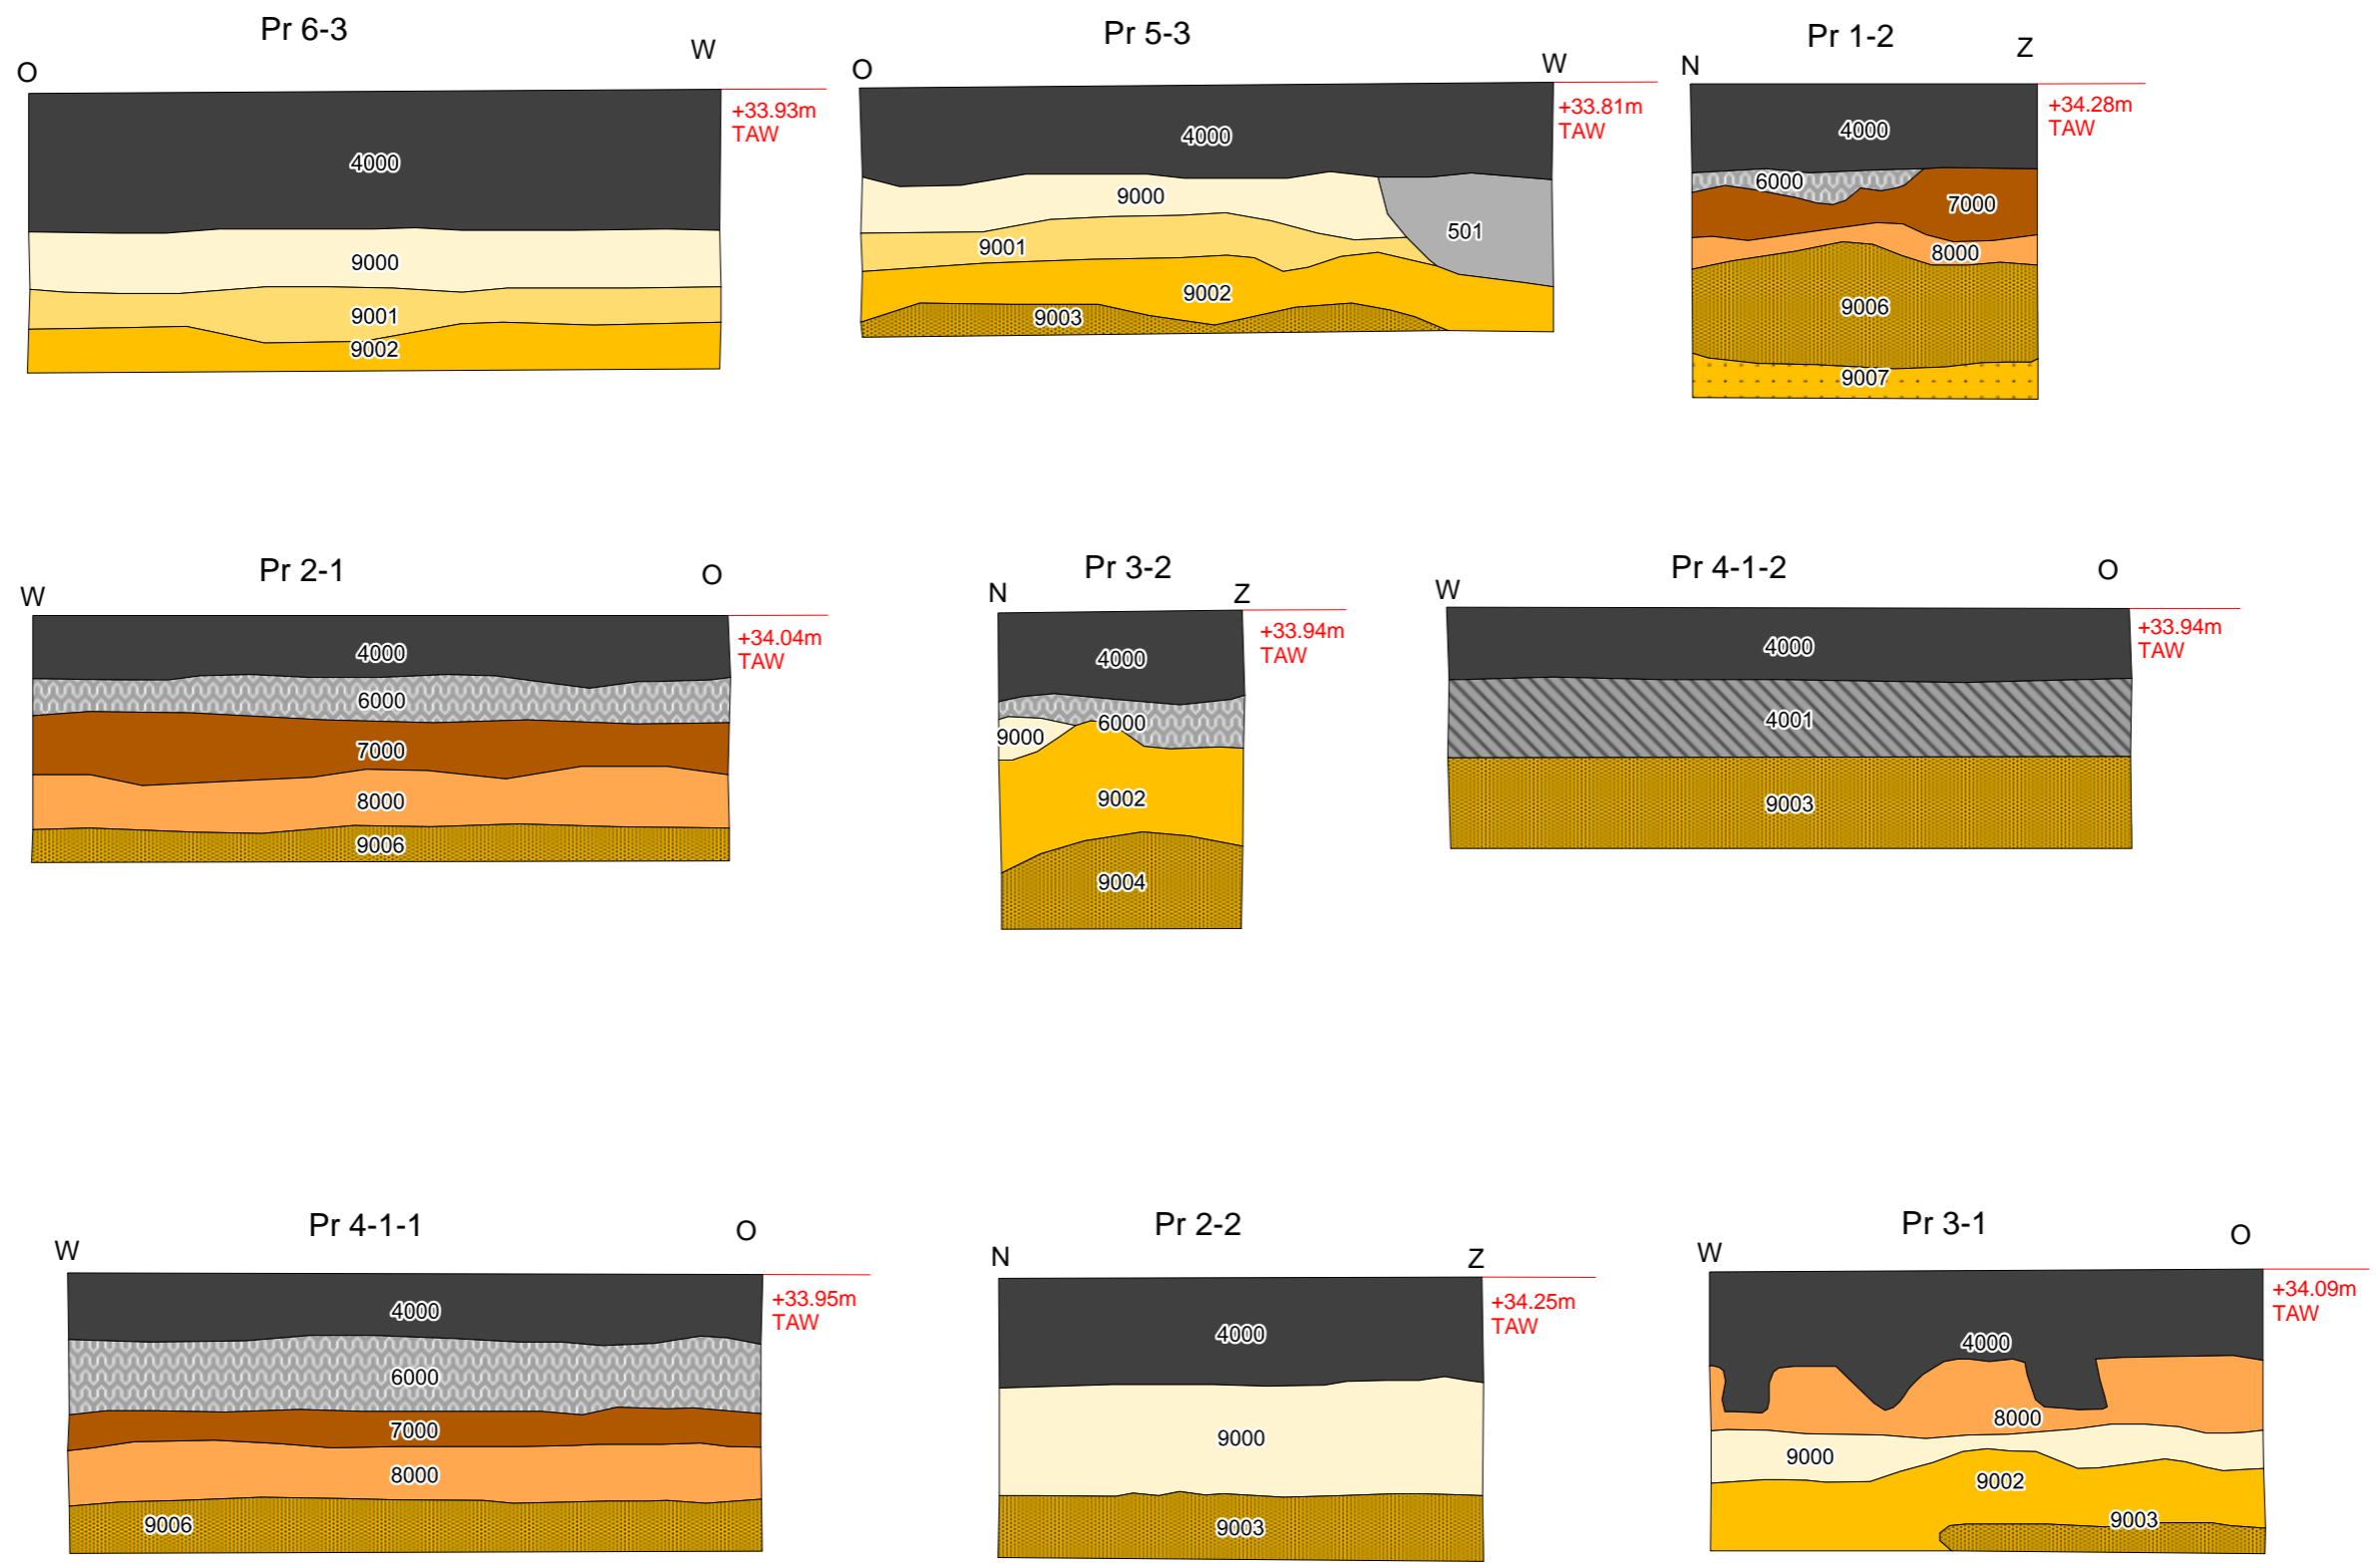 Pr 6-3
O
W
+33.93m
TAW
4000
9000
9001
9002
Pr 5-3
O
W
+33.81m
TAW
4000
9000
501
9001
9002
9003
Pr 1-2
N
Z
+34.28m
TAW
4000
6000
7000
8000
9006
9007
Pr 2-1
W
O
+34.04m
TAW
4000
6000
7000
8000
9006
Pr 3-2
N
Z
+33.94m
TAW
4000
6000
9000
9002
9004
Pr 4-1-2
W
O
+33.94m
TAW
4000
4001
9003
Pr 4-1-1
W
O
+33.95m
TAW
4000
6000
7000
8000
9006
Pr 2-2
N
Z
+34.25m
TAW
4000
9000
9003
Pr 3-1
W
O
+34.09m
TAW
4000
8000
9000
9002
9003